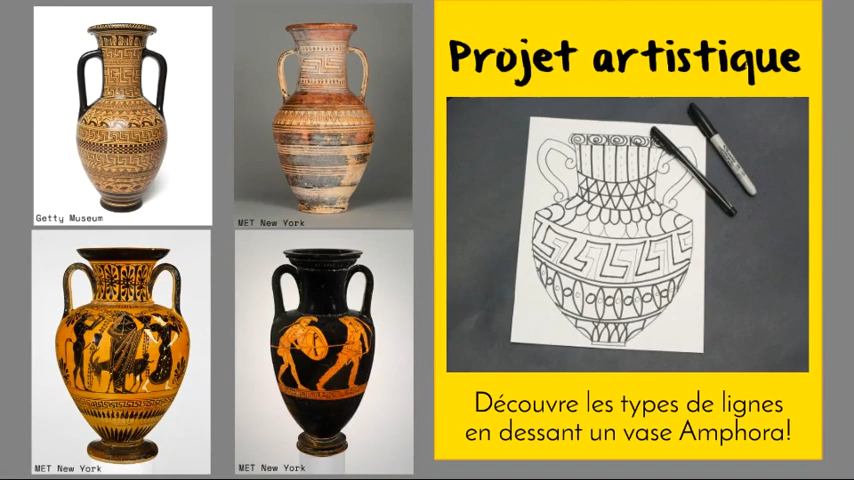 Getty Museum
MET New York
MET New York
MET New York
Projet artistique
Découvre les types de lignes
en dessant un vase Amphora!